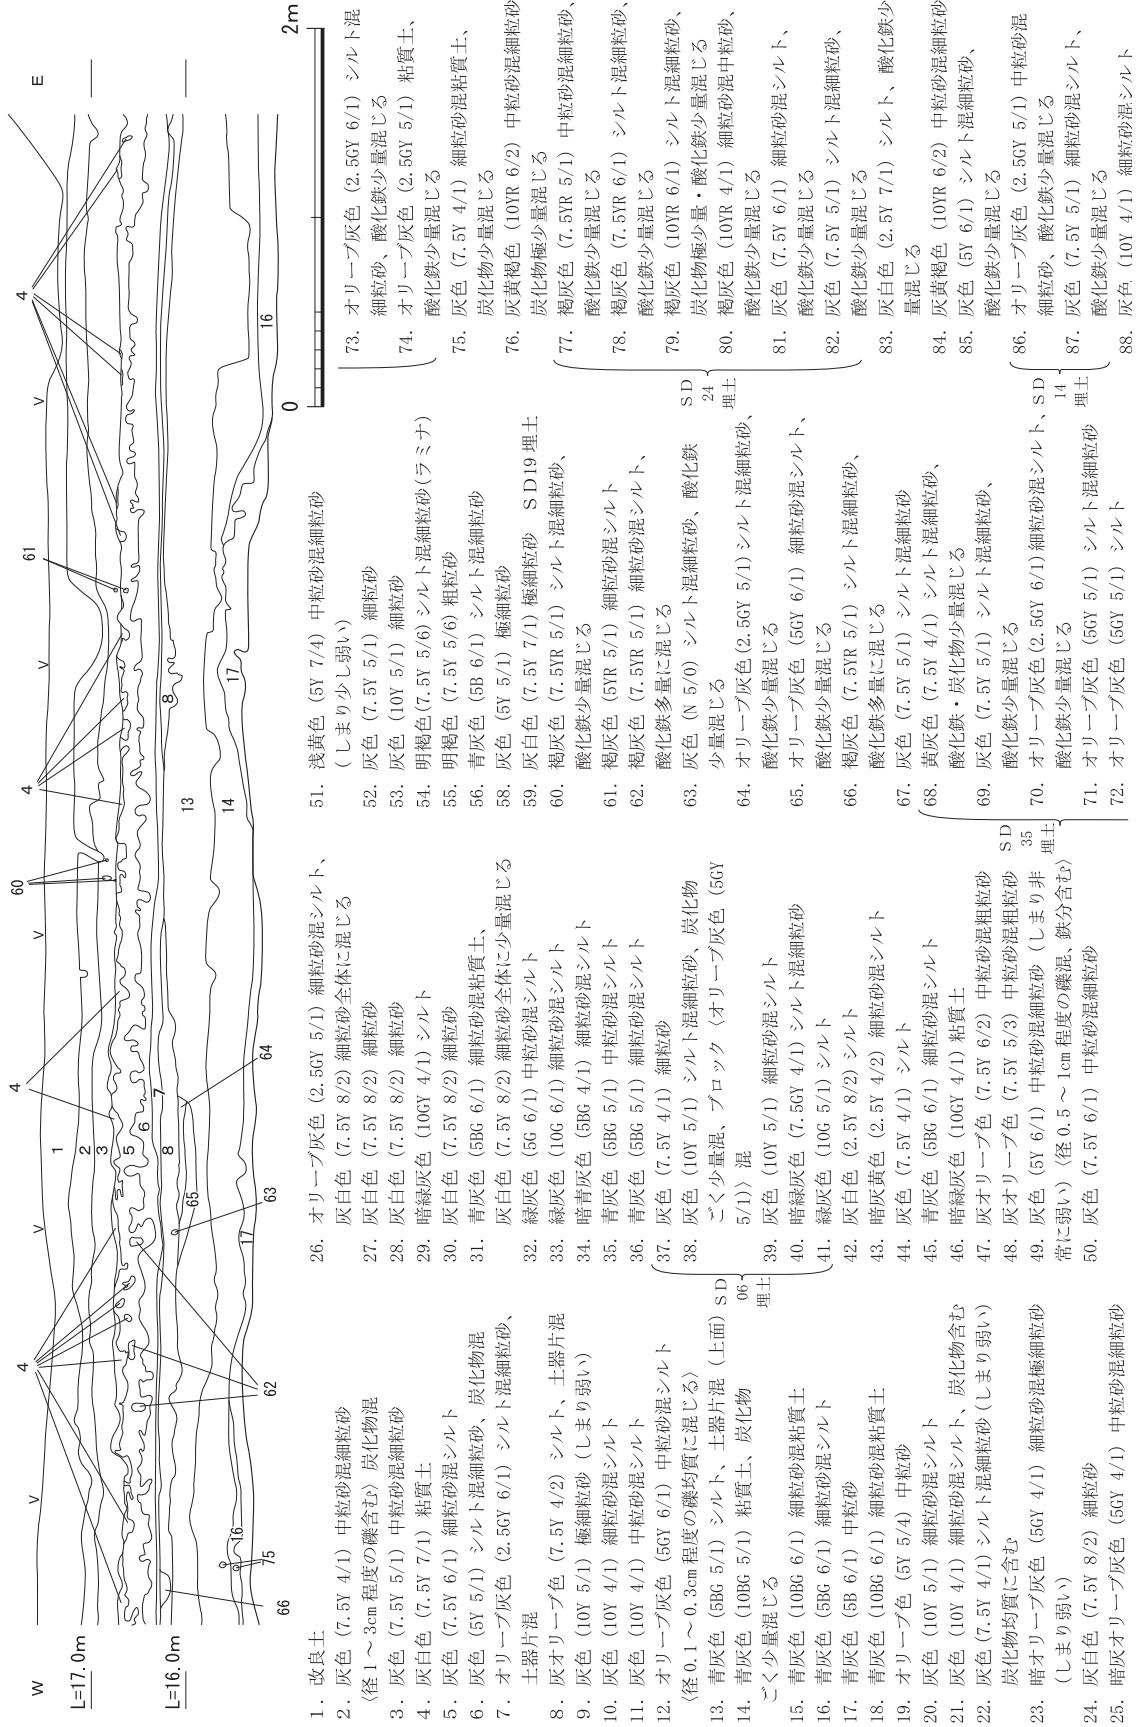 W
E
L=17.0m
L=16.0m
V
V
V
V
V
V
4
4
4
4
60
61
62
63
64
65
66
75
1
2
3
5
6
7
8
8
13
14
16
16
17
17
0
2m
1. 改良土
2. 灰色 (7.5Y 4/1) 中粒砂混細粒砂
〈径1～3cm程度の礫含む〉炭化物混
3. 灰色 (7.5Y 5/1) 中粒砂混細粒砂
4. 灰白色 (7.5Y 7/1) 粘質土
5. 灰色 (7.5Y 6/1) 細粒砂混シルト
6. 灰色 (5Y 5/1) シルト混細粒砂、炭化物混
7. オリーブ灰色 (2.5GY 6/1) シルト混細粒砂、
土器片混
8. 灰オリーブ色 (7.5Y 4/2) シルト、土器片混
9. 灰色 (10Y 5/1) 極細粒砂 (しまり弱い)
10. 灰色 (10Y 4/1) 細粒砂混シルト
11. 灰色 (10Y 4/1) 中粒砂混シルト
12. オリーブ灰色 (5GY 6/1) 中粒砂混シルト
〈径0.1～0.3cm程度の礫均質に混じる〉
13. 青灰色 (5BG 5/1) シルト、土器片混 (上面)
14. 青灰色 (10BG 5/1) 粘質土、炭化物
ごく少量混じる
15. 青灰色 (10BG 6/1) 細粒砂混粘質土
16. 青灰色 (5BG 6/1) 細粒砂混シルト
17. 青灰色 (5B 6/1) 中粒砂
18. 青灰色 (10BG 6/1) 細粒砂混粘質土
19. オリーブ色 (5Y 5/4) 中粒砂
20. 灰色 (10Y 5/1) 細粒砂混シルト
21. 灰色 (10Y 4/1) 細粒砂混シルト、炭化物含む
22. 灰色 (7.5Y 4/1) シルト混細粒砂 (しまり弱い)
炭化物均質に含む
23. 暗オリーブ灰色 (5GY 4/1) 細粒砂混極細粒砂
(しまり弱い)
24. 灰白色 (7.5Y 8/2) 細粒砂
25. 暗灰オリーブ色 (5GY 4/1) 中粒砂混細粒砂
26. オリーブ灰色 (2.5GY 5/1) 細粒砂混シルト、
灰白色 (7.5Y 8/2) 細粒砂全体に混じる
27. 灰白色 (7.5Y 8/2) 細粒砂
28. 灰白色 (7.5Y 8/2) 細粒砂
29. 暗緑灰色 (10GY 4/1) シルト
30. 灰白色 (7.5Y 8/2) 細粒砂
31. 青灰色 (5BG 6/1) 細粒砂混粘質土、
灰白色 (7.5Y 8/2) 細粒砂全体に少量混じる
32. 緑灰色 (5G 6/1) 中粒砂混シルト
33. 緑灰色 (10G 6/1) 細粒砂混シルト
34. 暗青灰色 (5BG 4/1) 細粒砂混シルト
35. 青灰色 (5BG 5/1) 中粒砂混シルト
36. 青灰色 (5BG 5/1) 細粒砂混シルト
37. 灰色 (7.5Y 4/1) 細粒砂
38. 灰色 (10Y 5/1) シルト混細粒砂、炭化物
ごく少量混、ブロック〈オリーブ灰色 (5GY
5/1)〉混
39. 灰色 (10Y 5/1) 細粒砂混シルト
40. 暗緑灰色 (7.5GY 4/1) シルト混細粒砂
41. 緑灰色 (10G 5/1) シルト
SD
06
埋土
42. 灰白色 (2.5Y 8/2) シルト
43. 暗灰黄色 (2.5Y 4/2) 細粒砂混シルト
44. 灰色 (7.5Y 4/1) シルト
45. 青灰色 (5BG 6/1) 細粒砂混シルト
46. 暗緑灰色 (10GY 4/1) 粘質土
47. 灰オリーブ色 (7.5Y 6/2) 中粒砂混粗粒砂
48. 灰オリーブ色 (7.5Y 5/3) 中粒砂混粗粒砂
49. 灰色 (5Y 6/1) 中粒砂混細粒砂 (しまり非
常に弱い)〈径0.5～1cm程度の礫混、鉄分含む〉
50. 灰色 (7.5Y 6/1) 中粒砂混細粒砂
51. 浅黄色 (5Y 7/4) 中粒砂混細粒砂
(しまり少し弱い)
52. 灰色 (7.5Y 5/1) 細粒砂
53. 灰色 (10Y 5/1) 細粒砂
54. 明褐色 (7.5Y 5/6) シルト混細粒砂 (ラミナ)
55. 明褐色 (7.5Y 5/6) 粗粒砂
56. 青灰色 (5B 6/1) シルト混細粒砂
58. 灰色 (5Y 5/1) 極細粒砂
59. 灰白色 (7.5Y 7/1) 極細粒砂 SD19埋土
60. 褐灰色 (7.5YR 5/1) シルト混細粒砂、
酸化鉄少量混じる
61. 褐灰色 (5YR 5/1) 細粒砂混シルト
62. 褐灰色 (7.5YR 5/1) 細粒砂混シルト、
酸化鉄多量に混じる
63. 灰色 (N 5/0) シルト混細粒砂、酸化鉄
少量混じる
64. オリーブ灰色 (2.5GY 5/1) シルト混細粒砂、
酸化鉄少量混じる
65. オリーブ灰色 (5GY 6/1) 細粒砂混シルト、
酸化鉄少量混じる
66. 褐灰色 (7.5YR 5/1) シルト混細粒砂、
酸化鉄多量に混じる
67. 灰色 (7.5Y 5/1) シルト混細粒砂
68. 黄灰色 (7.5Y 4/1) シルト混細粒砂、
酸化鉄・炭化物少量混じる
69. 灰色 (7.5Y 5/1) シルト混細粒砂、
酸化鉄少量混じる
70. オリーブ灰色 (2.5GY 6/1) 細粒砂混シルト、
酸化鉄少量混じる
71. オリーブ灰色 (5GY 5/1) シルト混細粒砂
72. オリーブ灰色 (5GY 5/1) シルト
SD
35
埋土
73. オリーブ灰色 (2.5GY 6/1) シルト混
細粒砂、酸化鉄少量混じる
74. オリーブ灰色 (2.5GY 5/1) 粘質土、
酸化鉄少量混じる
75. 灰色 (7.5Y 4/1) 細粒砂混粘質土、
炭化物少量混じる
76. 灰黄褐色 (10YR 6/2) 中粒砂混細粒砂
炭化物極少量混じる
77. 褐灰色 (7.5YR 5/1) 中粒砂混細粒砂、
酸化鉄少量混じる
78. 褐灰色 (7.5YR 6/1) シルト混細粒砂、
酸化鉄少量混じる
79. 褐灰色 (10YR 6/1) シルト混細粒砂、
炭化物極少量・酸化鉄少量混じる
80. 褐灰色 (10YR 4/1) 細粒砂混中粒砂、
酸化鉄少量混じる
81. 灰色 (7.5Y 6/1) 細粒砂混シルト、
酸化鉄少量混じる
82. 灰色 (7.5Y 5/1) シルト混細粒砂、
酸化鉄少量混じる
SD
24
埋土
83. 灰白色 (2.5Y 7/1) シルト、酸化鉄少
量混じる
84. 灰黄褐色 (10YR 6/2) 中粒砂混細粒砂
85. 灰色 (5Y 6/1) シルト混細粒砂、
酸化鉄少量混じる
86. オリーブ灰色 (2.5GY 5/1) 中粒砂混
細粒砂、酸化鉄少量混じる
87. 灰色 (7.5Y 5/1) 細粒砂混シルト、
酸化鉄少量混じる
SD
14
埋土
88. 灰色 (10Y 4/1) 細粒砂混シルト